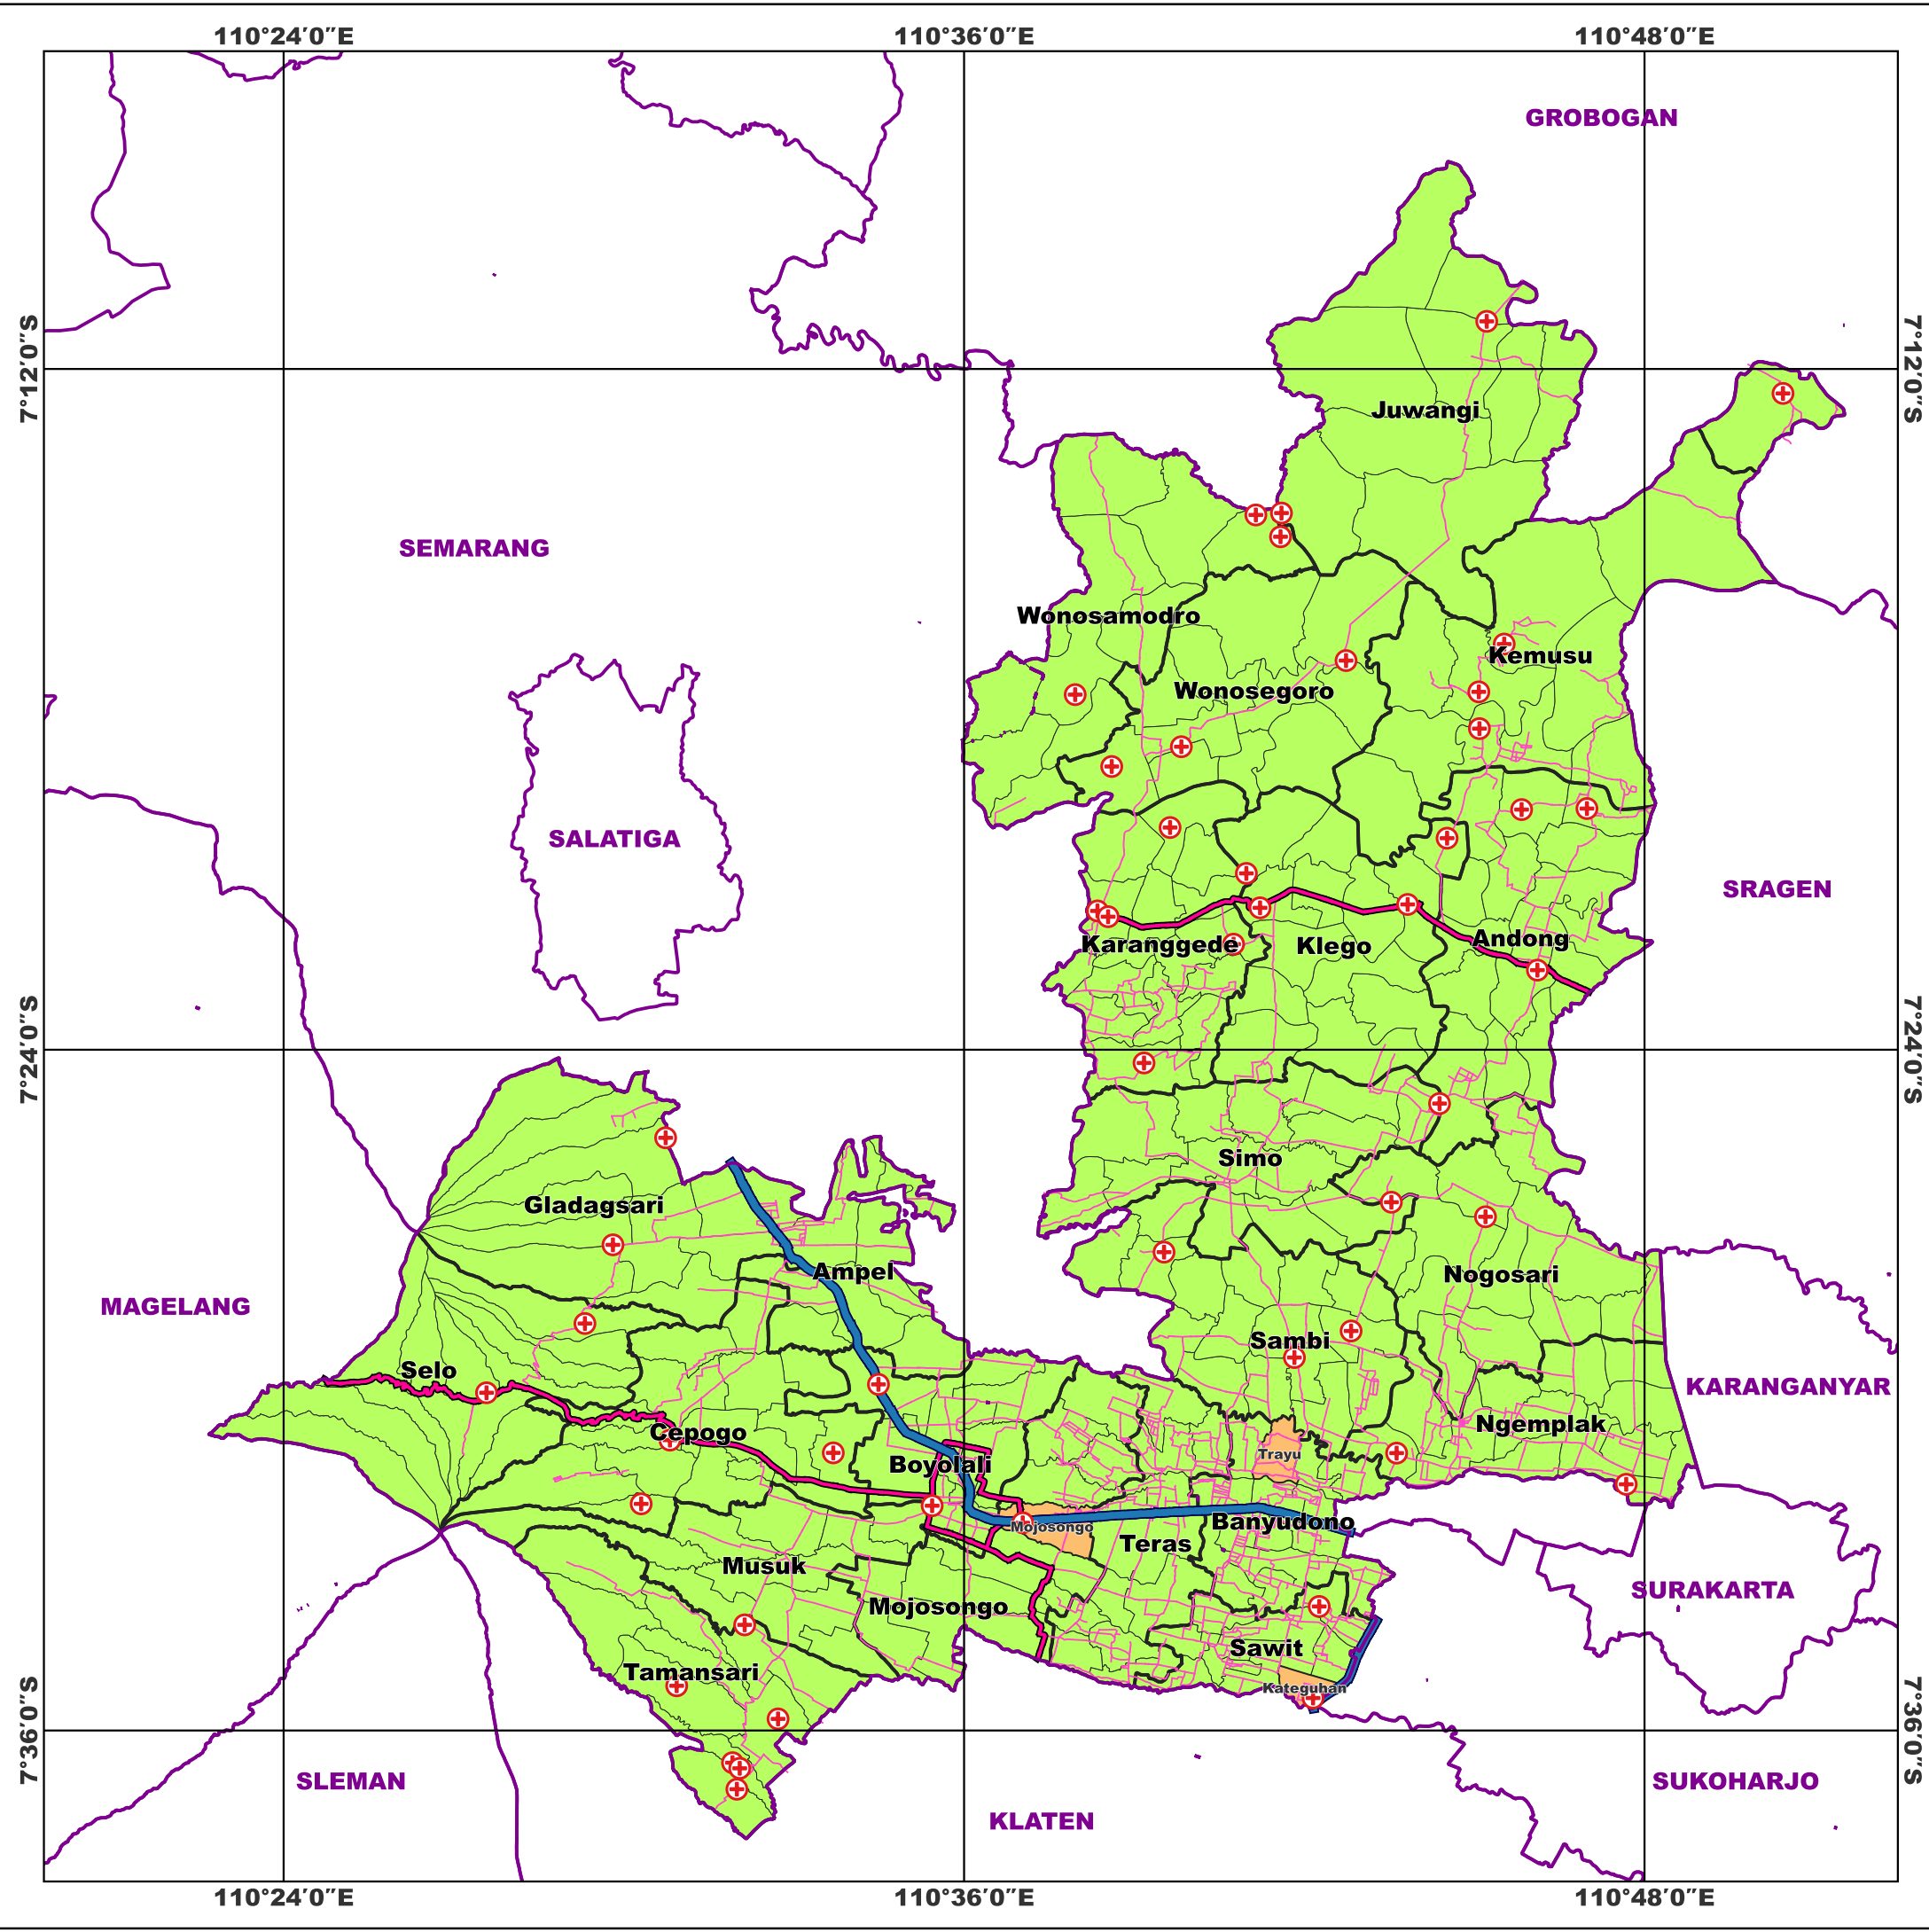 110°24'0"E
110°36'0"E
110°48'0"E
GROBOGAN
7°12'0"S
7°12'0"S
Juwangi
SEMARANG
Wonosamodro
Kemusu
Wonosegoro
SALATIGA
SRAGEN
Karanggede
Klego
Andong
7°24'0"S
7°24'0"S
Simo
Gladagsari
Ampel
Nogosari
MAGELANG
Sambi
Selo
KARANGANYAR
Ngemplak
Cepogo
Trayu
Boyolali
Mojosongo
Banyudono
Teras
Musuk
SURAKARTA
Mojosongo
Sawit
Tamansari
Kateguhan
7°36'0"S
7°36'0"S
SLEMAN
SUKOHARJO
KLATEN
110°24'0"E
110°36'0"E
110°48'0"E